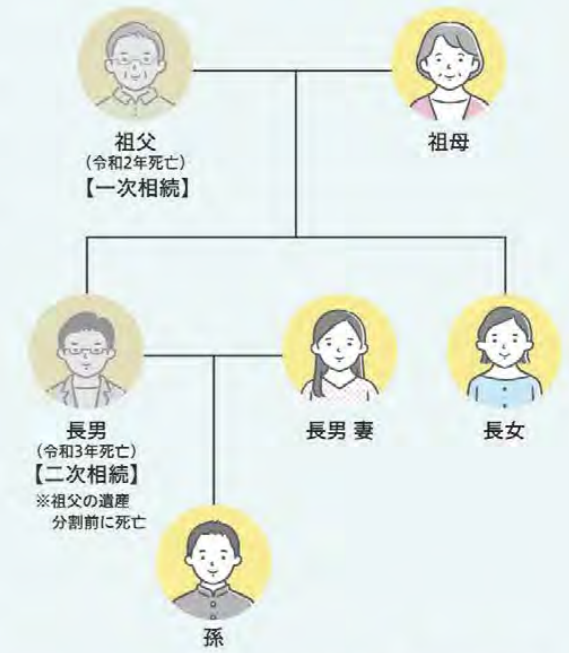 祖父
(令和2年死亡)
【一次相続】
祖母
長男
(令和3年死亡)
【二次相続】
※祖父の遺産
分割前に死亡
長男 妻
長女
孫